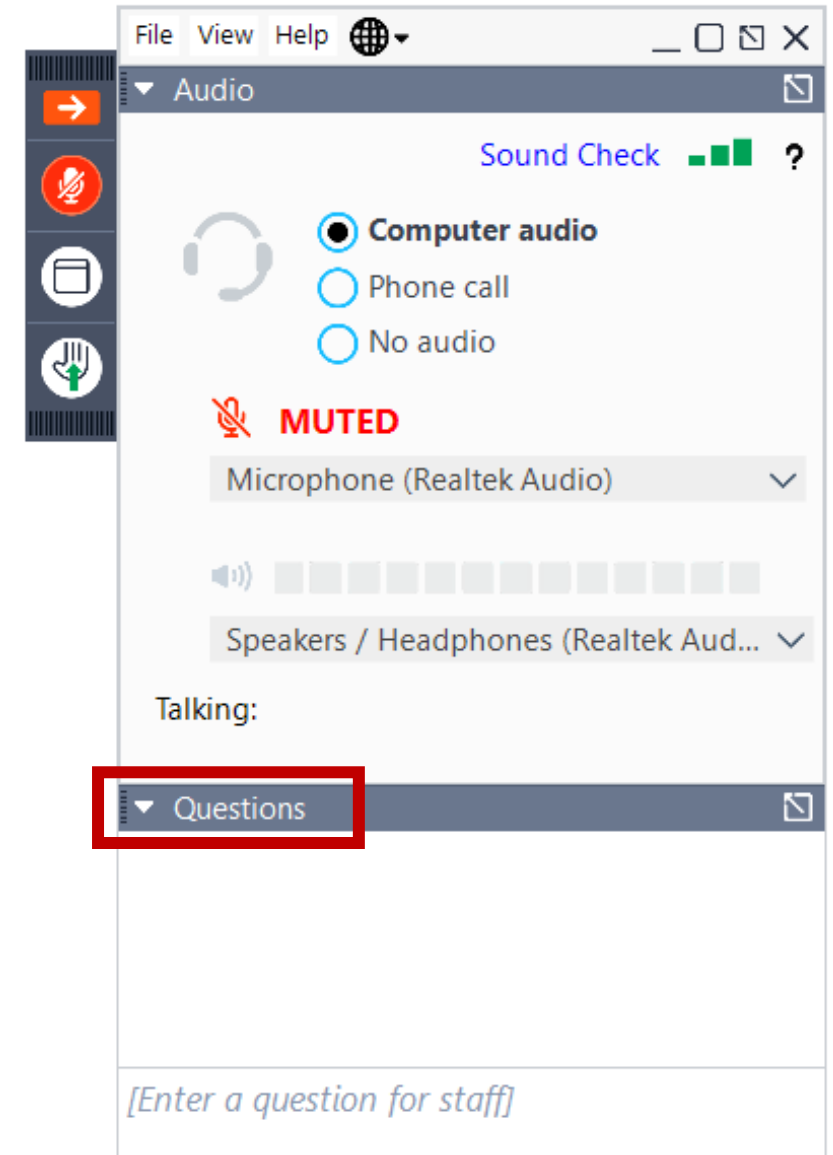 File View Help
Audio
Sound Check ?
Computer audio
Phone call
No audio
MUTED
Microphone (Realtek Audio)
Speakers / Headphones (Realtek Aud...
Talking:
Questions
[Enter a question for staff]